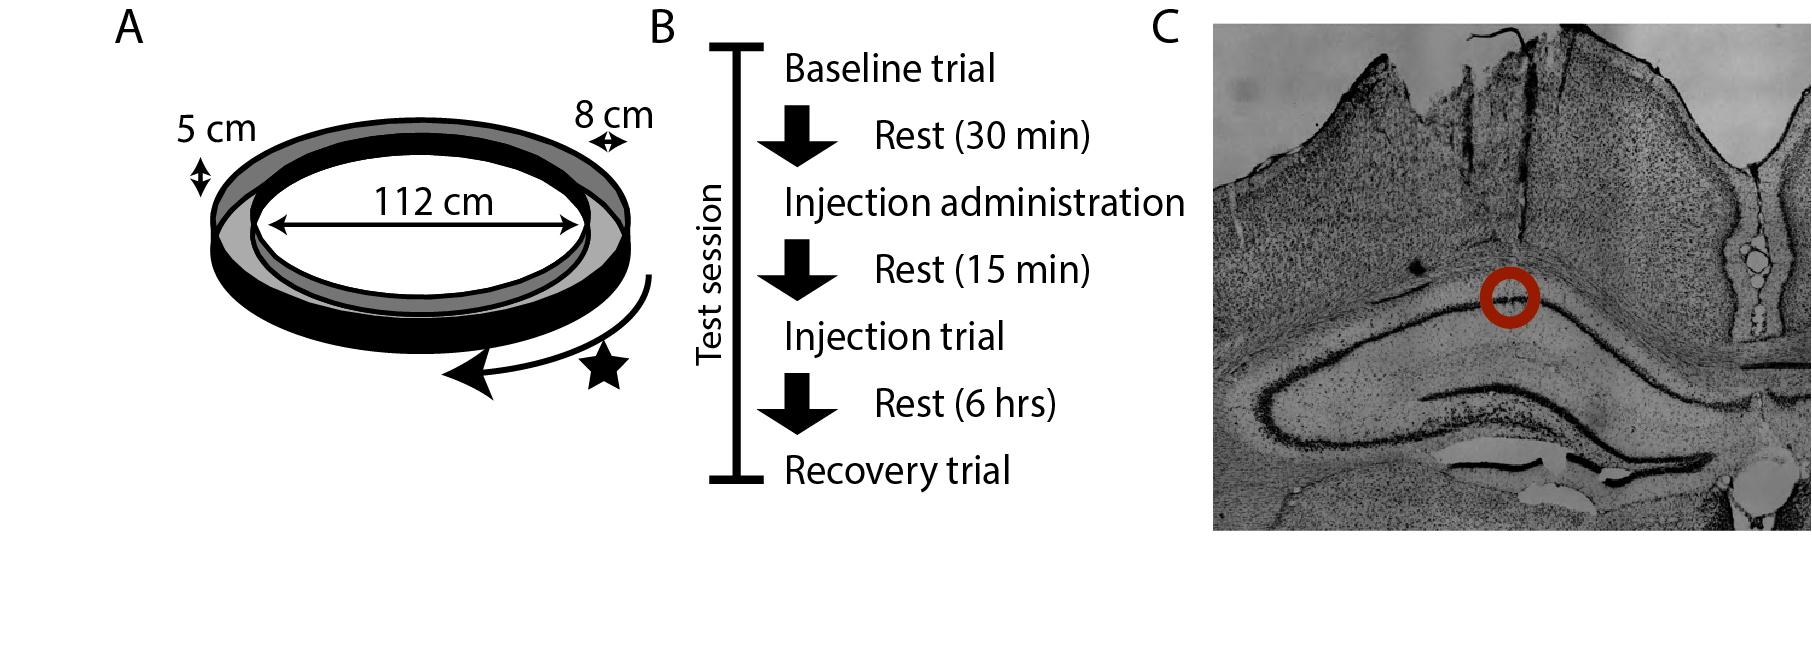 A
5 cm
8 cm
112 cm
B
Test session
Baseline trial
Rest (30 min)
Injection administration
Rest (15 min)
Injection trial
Rest (6 hrs)
Recovery trial
C